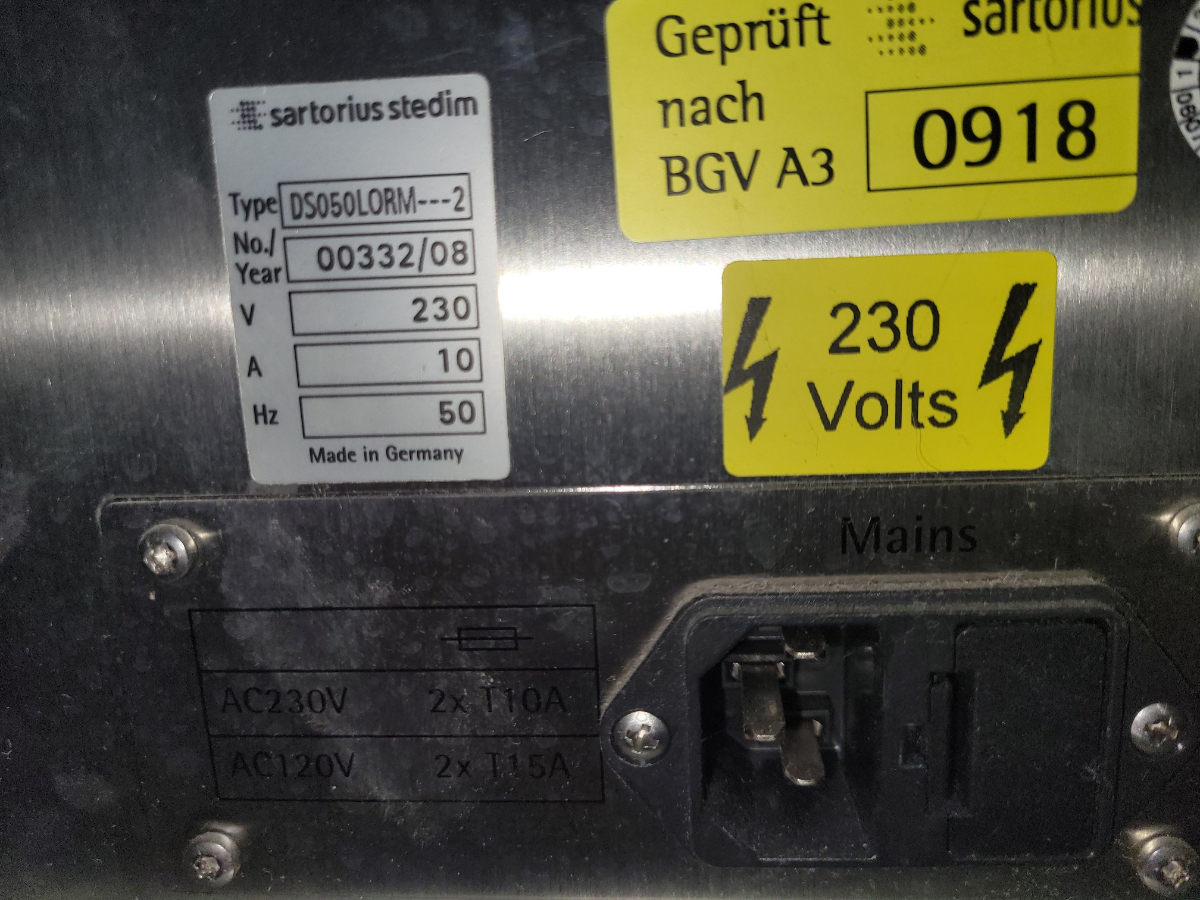 sartorius stedim
Type DS050LORM---2
No./
Year 00332/08
V 230
A 10
Hz 50
Made in Germany
Geprüft sartorius
nach
BGV A3 0918
230
Volts
Mains
AC230V 2x T10A
AC120V 2x T15A